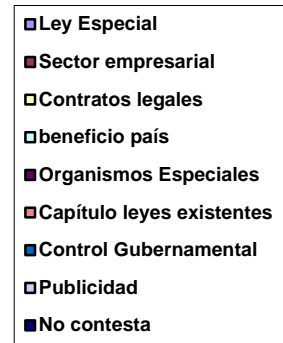 Ley Especial
Sector empresarial
Contratos legales
beneficio país
Organismos Especiales
Capítulo leyes existentes
Control Gubernamental
Publicidad
No contesta